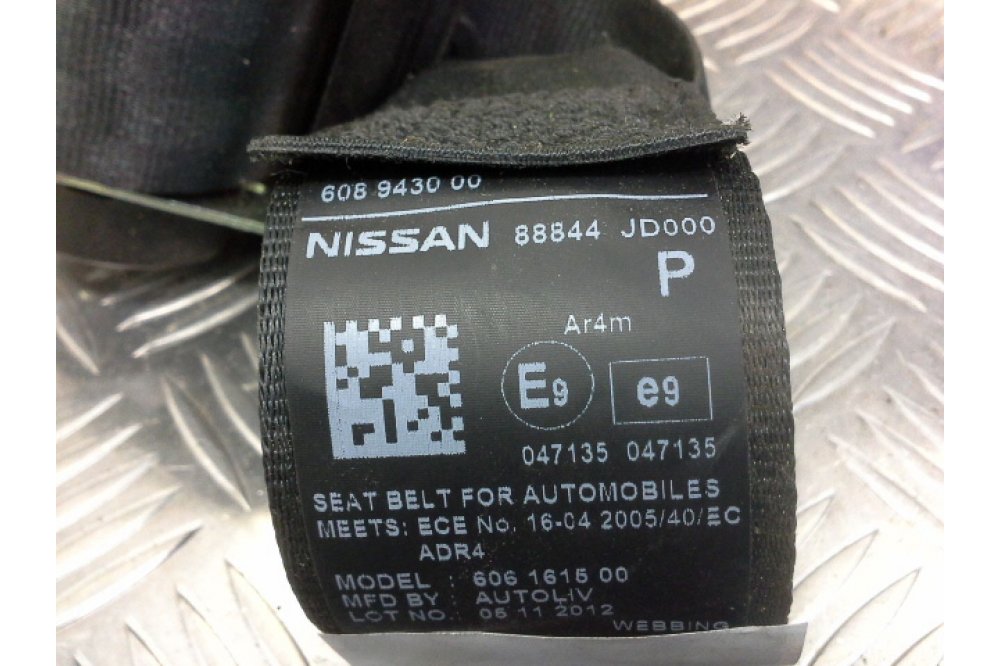 608 9430 00
NISSAN 88844 JD000
P
Ar4m
E9 e9
047135 047135
SEAT BELT FOR AUTOMOBILES
MEETS: ECE No. 16-04 2005/40/EC
ADR4
MODEL : 606 1615 00
MFD BY : AUTOLIV
LOT NO.: 05 11 2012
WEBBING